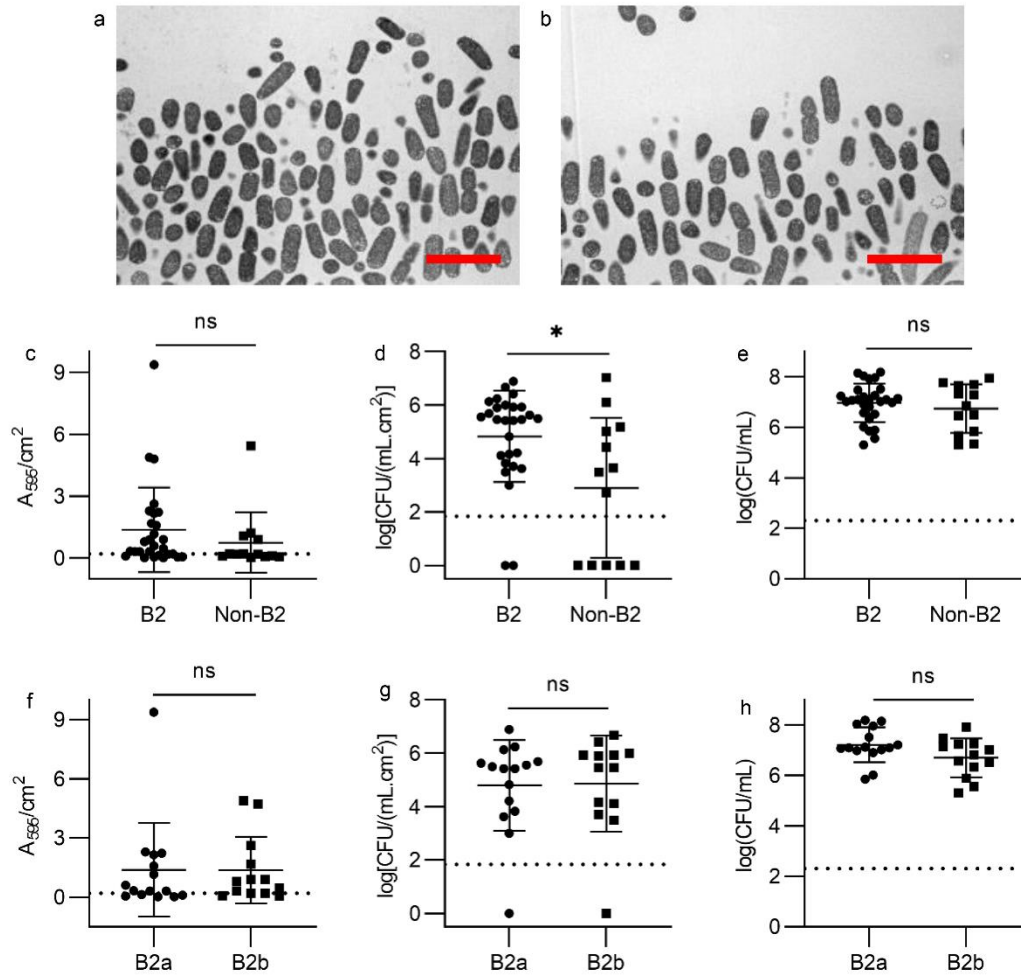 a
b
c
ns
A₅₉₅/cm²
9
6
3
0
B2
Non-B2
d
*
log[CFU/(mL.cm²)]
8
6
4
2
0
B2
Non-B2
e
ns
log(CFU/mL)
8
6
4
2
0
B2
Non-B2
f
ns
A₅₉₅/cm²
9
6
3
0
B2a
B2b
g
ns
log[CFU/(mL.cm²)]
8
6
4
2
0
B2a
B2b
h
ns
log(CFU/mL)
8
6
4
2
0
B2a
B2b